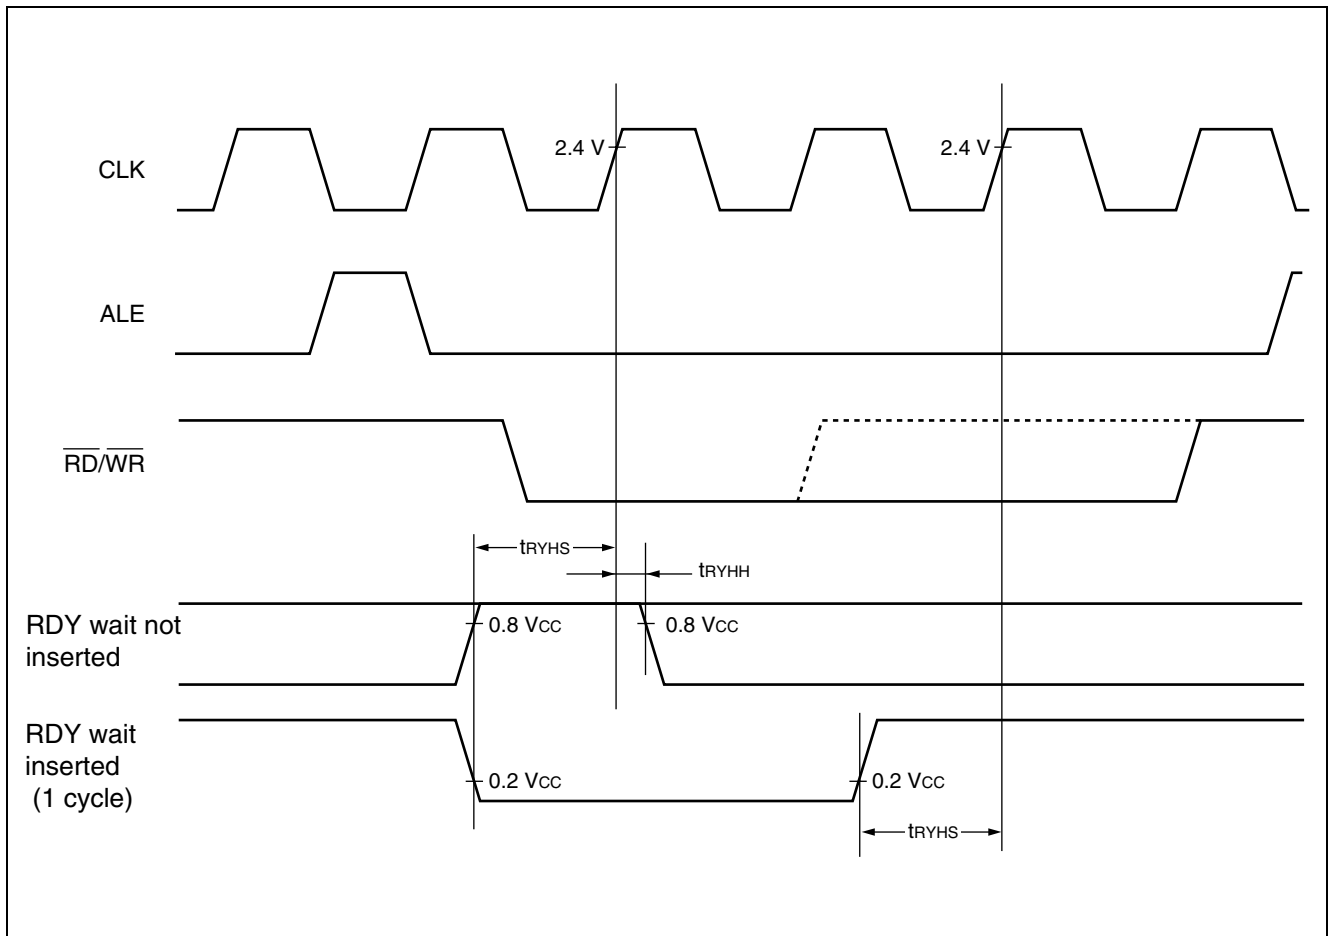 CLK
2.4 V
2.4 V
ALE
RD/WR
tRYHS
tRYHH
RDY wait not
inserted
0.8 VCC
0.8 VCC
RDY wait
inserted
(1 cycle)
0.2 VCC
0.2 VCC
tRYHS